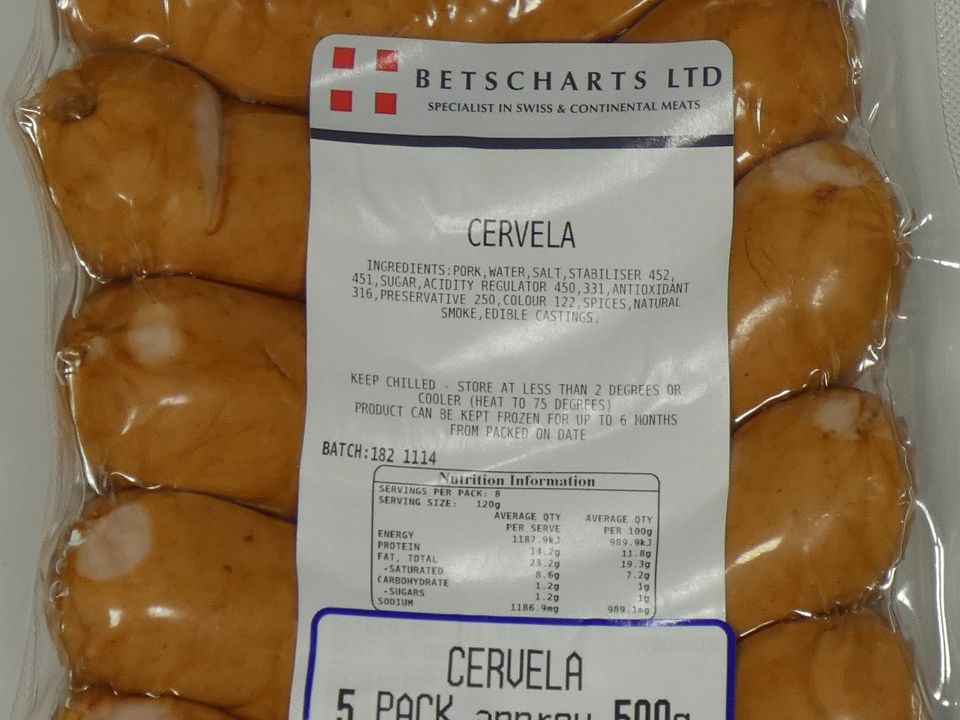 BETSCHARTS LTD
SPECIALIST IN SWISS & CONTINENTAL MEATS
CERVELA
INGREDIENTS:PORK,WATER,SALT,STABILISER 452,
451,SUGAR,ACIDITY REGULATOR 450,331,ANTIOXIDANT
316,PRESERVATIVE 250,COLOUR 122,SPICES,NATURAL
SMOKE,EDIBLE CASTINGS.
KEEP CHILLED - STORE AT LESS THAN 2 DEGREES OR
COOLER (HEAT TO 75 DEGREES)
PRODUCT CAN BE KEPT FROZEN FOR UP TO 6 MONTHS
FROM PACKED ON DATE
BATCH:182 1114
Nutrition Information
SERVINGS PER PACK: 8
SERVING SIZE: 120g
AVERAGE QTY AVERAGE QTY
PER SERVE PER 100g
ENERGY 1187.9kJ 989.9kJ
PROTEIN 14.2g 11.8g
FAT, TOTAL 23.2g 19.3g
-SATURATED 8.6g 7.2g
CARBOHYDRATE 1.2g 1g
-SUGARS 1.2g 1g
SODIUM 1186.9mg 989.1mg
CERVELA
5 PACK approx 500g